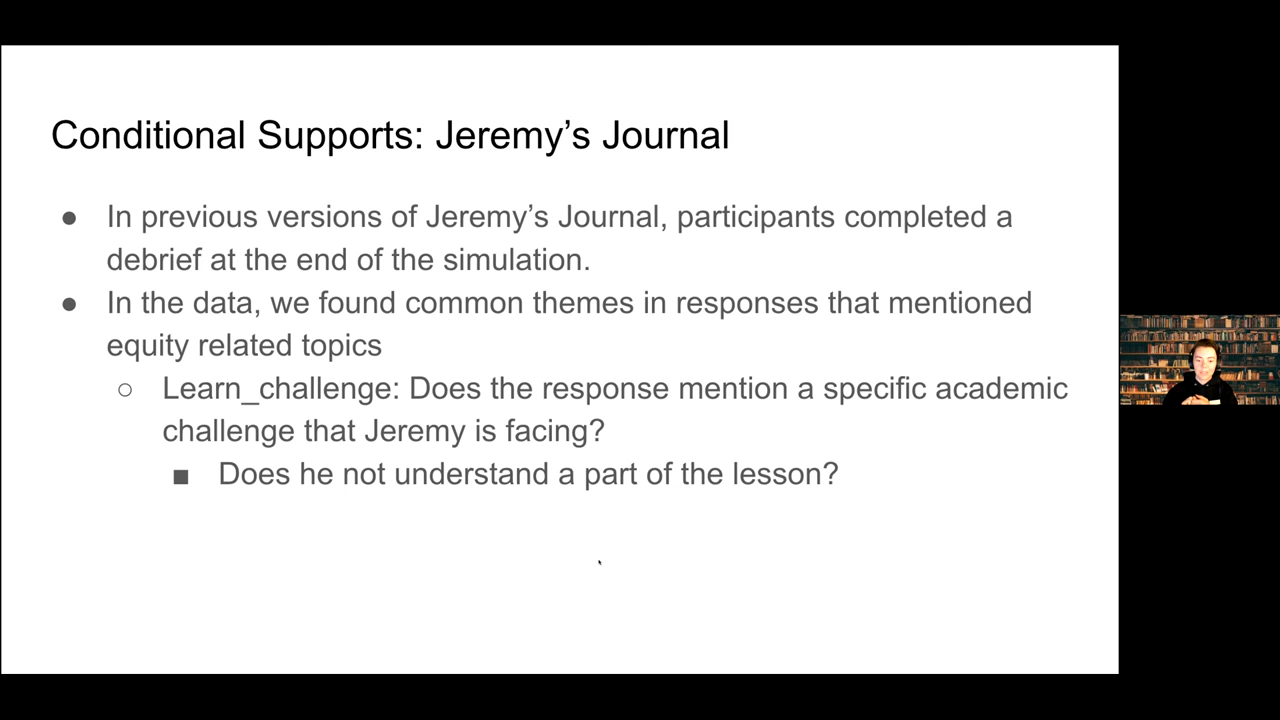 Conditional Supports: Jeremy’s Journal
● In previous versions of Jeremy’s Journal, participants completed a
debrief at the end of the simulation.
● In the data, we found common themes in responses that mentioned
equity related topics
○ Learn_challenge: Does the response mention a specific academic
challenge that Jeremy is facing?
■ Does he not understand a part of the lesson?